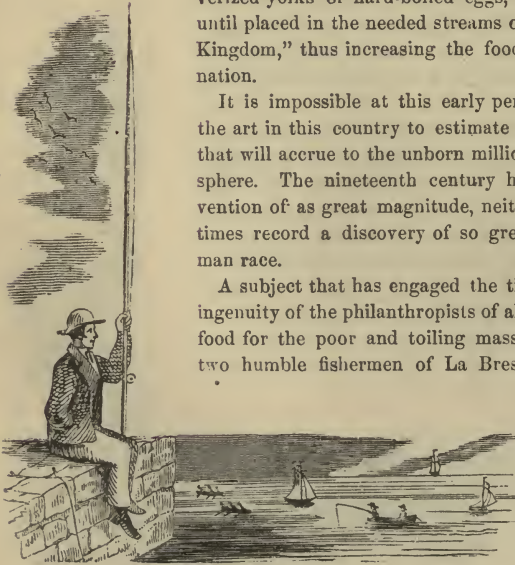 verized yolks of hard-boiled eggs,
until placed in the needed streams o
Kingdom,” thus increasing the food
nation.
It is impossible at this early per
the art in this country to estimate
that will accrue to the unborn millio
sphere. The nineteenth century h
vention of as great magnitude, neit
times record a discovery of so gre
man race.
A subject that has engaged the t
ingenuity of the philanthropists of a
food for the poor and toiling mass
two humble fishermen of La Bres